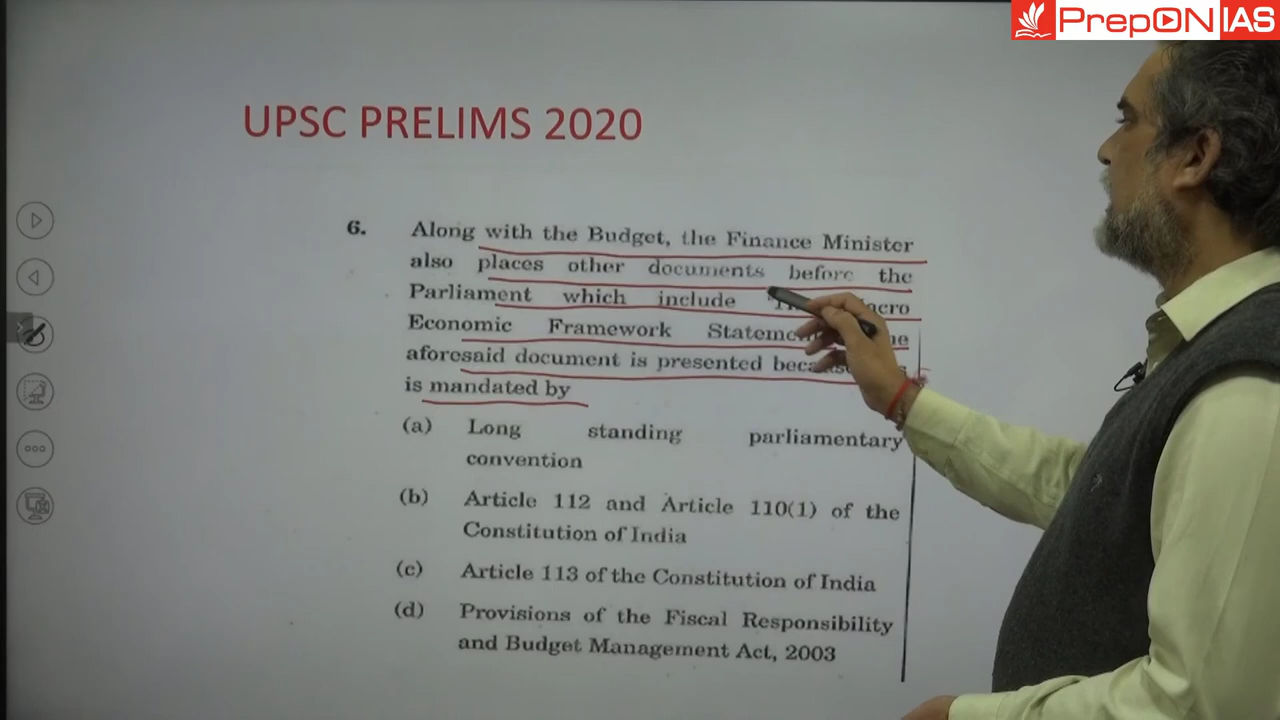 PrepON IAS
UPSC PRELIMS 2020
6. Along with the Budget, the Finance Minister
also places other documents before the
Parliament which include
Economic Framework
aforesaid document is presented
is mandated by
(a) Long standing parliamentary
convention
(b) Article 112 and Article 110(1) of the
Constitution of India
(c) Article 113 of the Constitution of India
(d) Provisions of the Fiscal Responsibility
and Budget Management Act, 2003